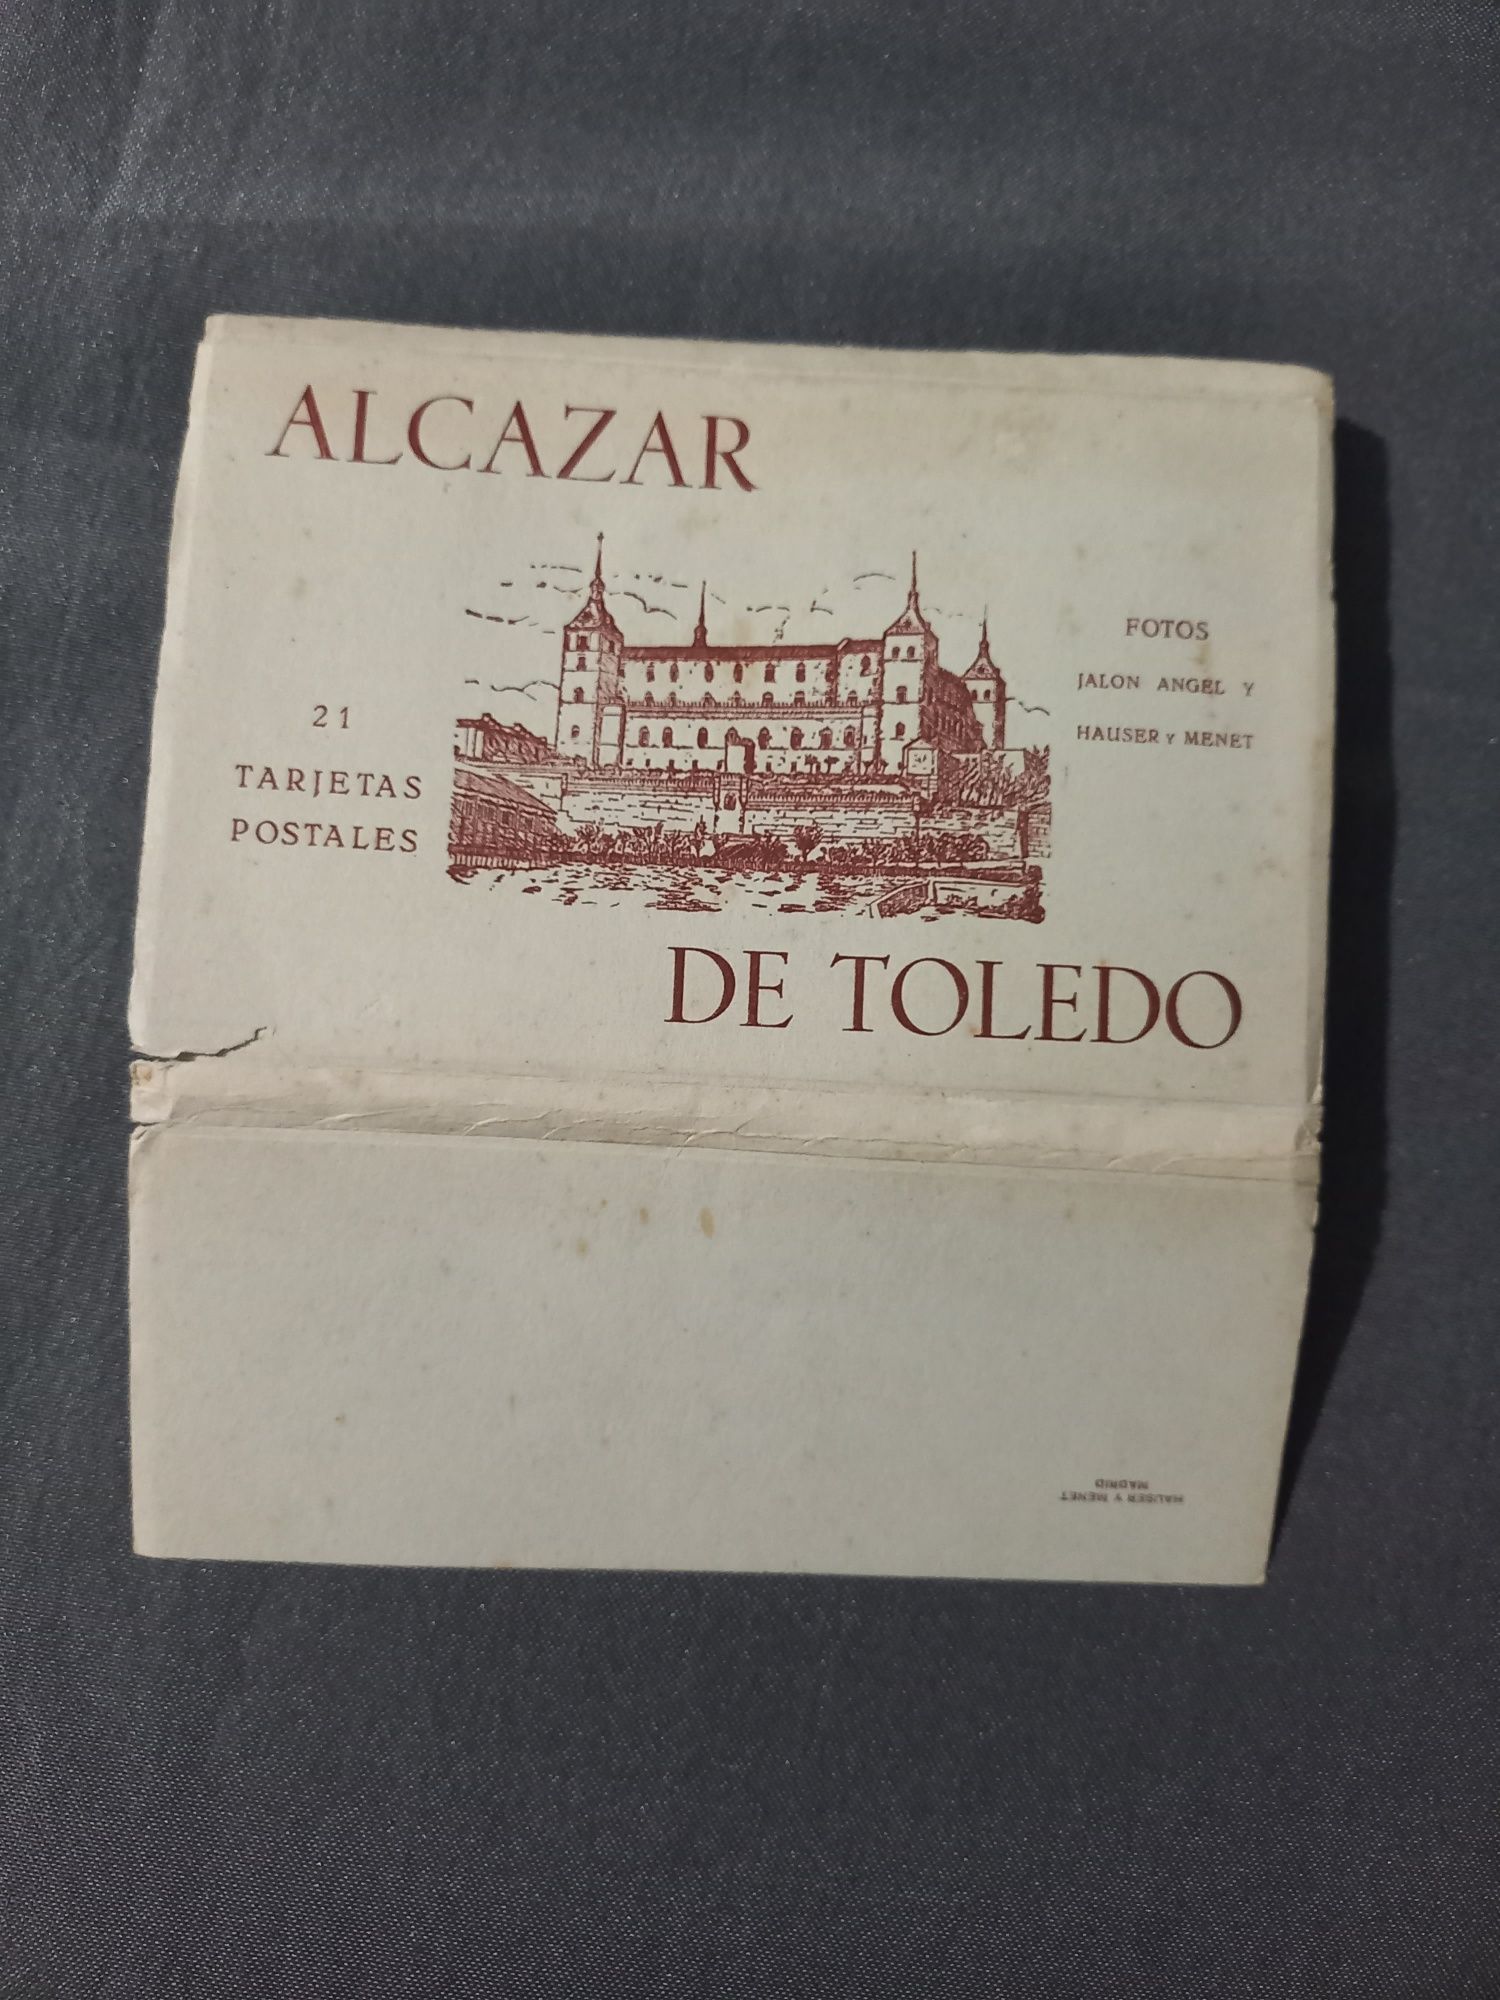 ALCAZAR
21
TARJETAS
POSTALES
FOTOS
JALON ANGEL Y
HAUSER Y MENET
DE TOLEDO
HAUSER Y MENET
MADRID